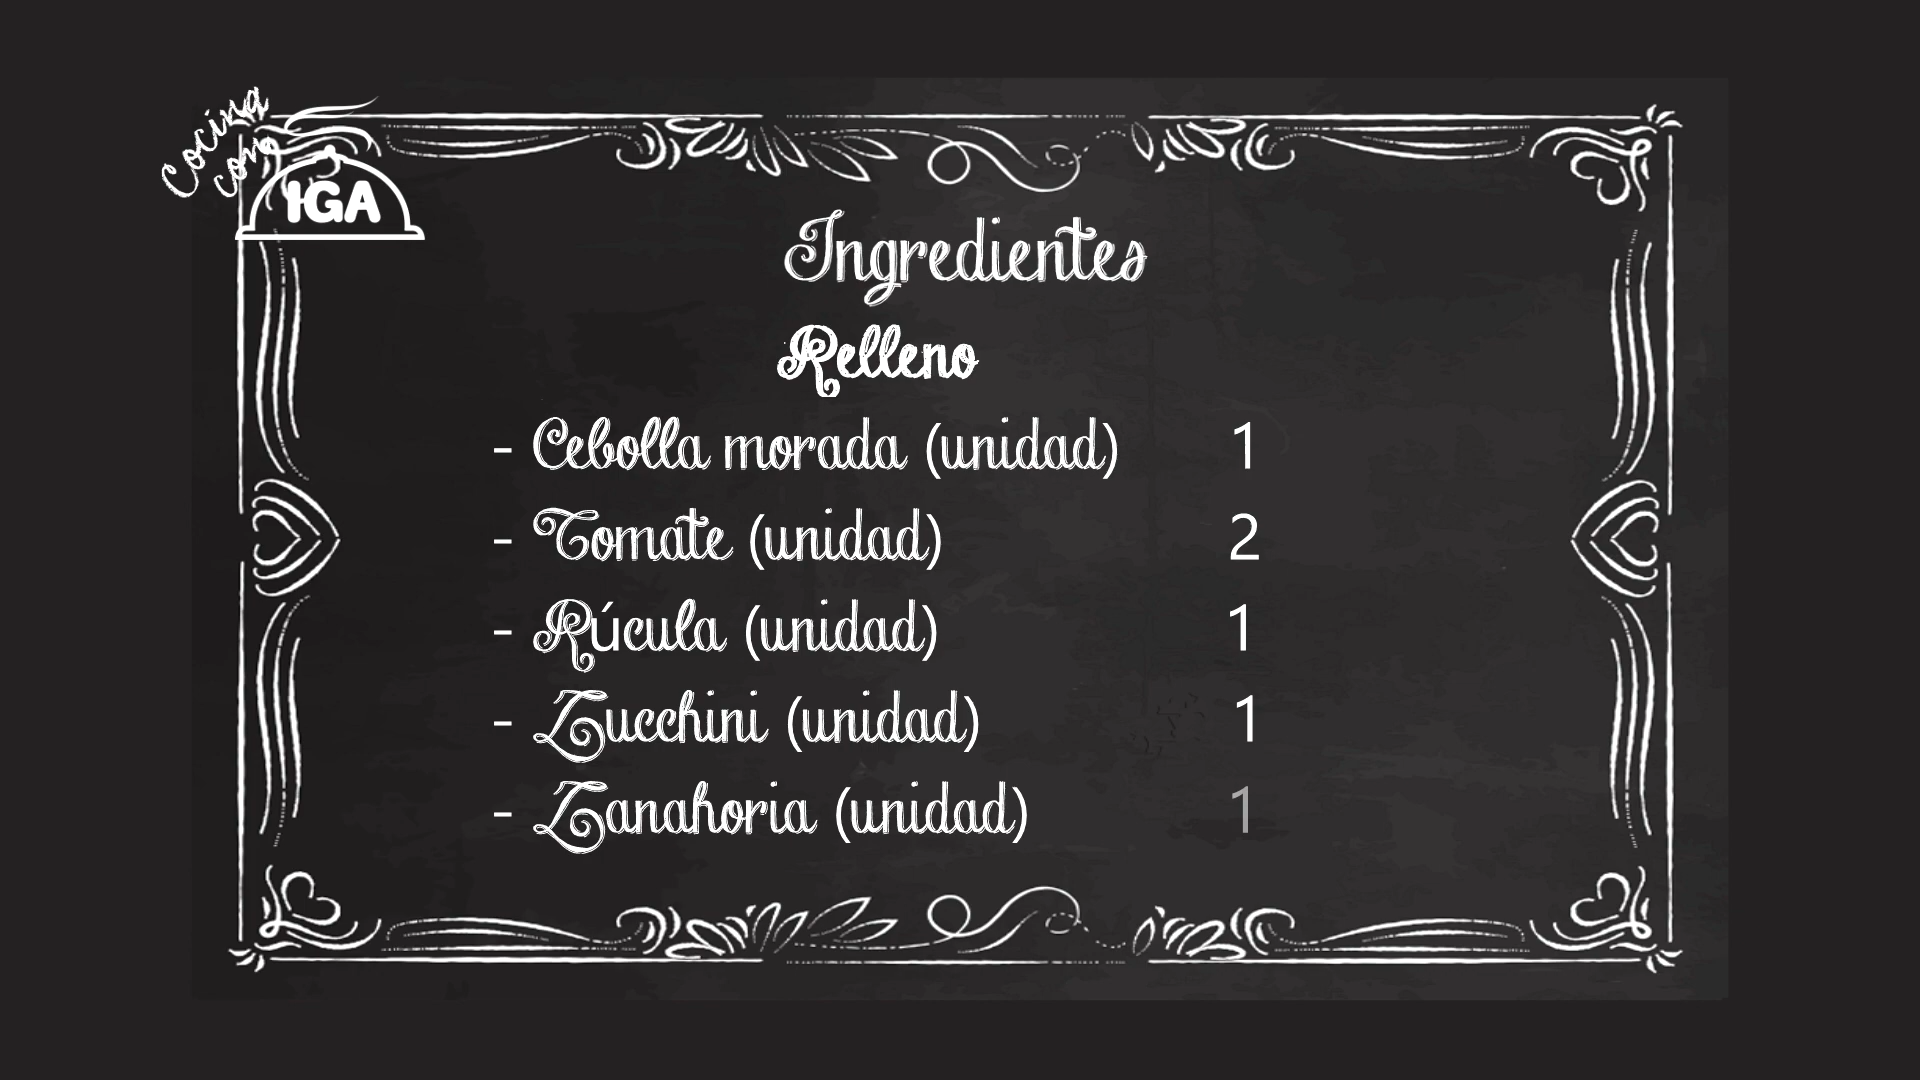 Cocina
con
IGA
Ingredientes
Relleno
- Cebolla morada (unidad) 1
- Tomate (unidad) 2
- Rúcula (unidad) 1
- Zucchini (unidad) 1
- Zanahoria (unidad) 1